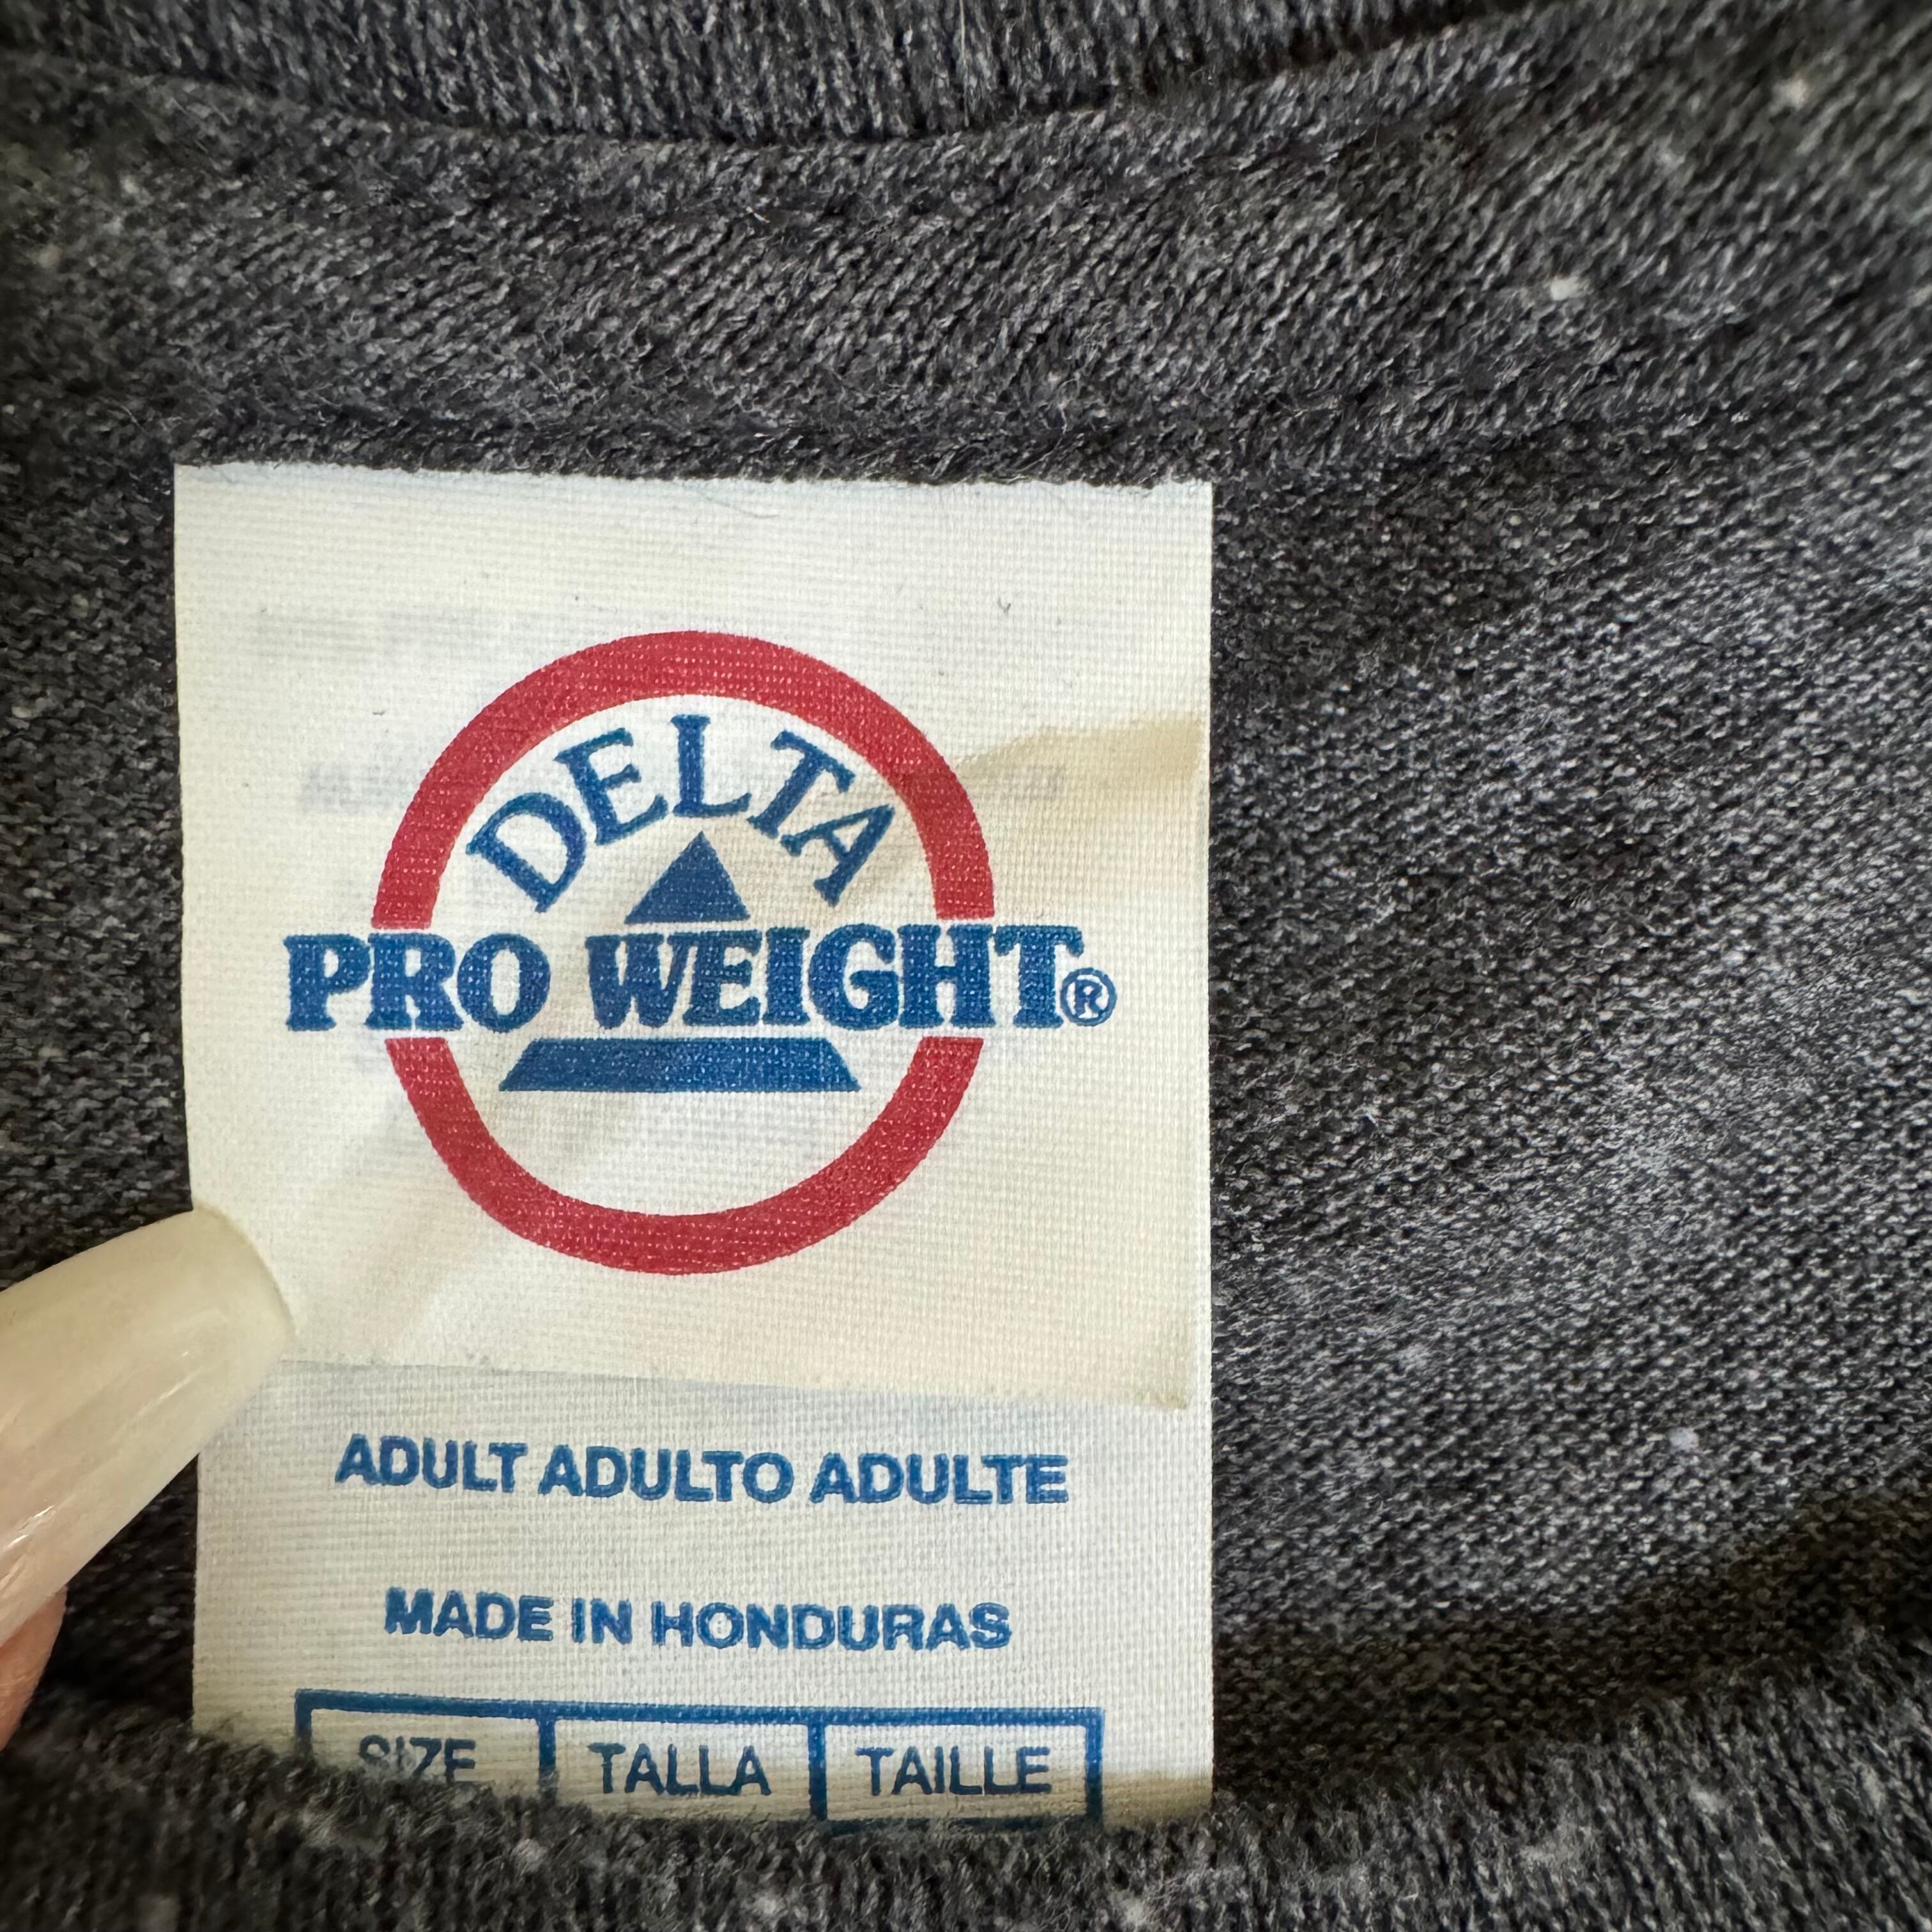 DELTA
PRO WEIGHT®
ADULT ADULTO ADULTE
MADE IN HONDURAS
SIZE TALLA TAILLE